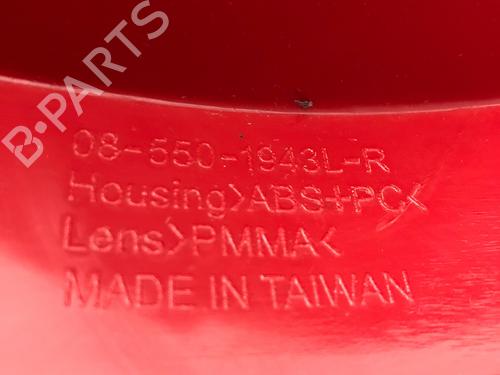 B-PARTS
08-550-1943L-R
Housing>ABS+PC<
Lens>PMMA<
MADE IN TAIWAN